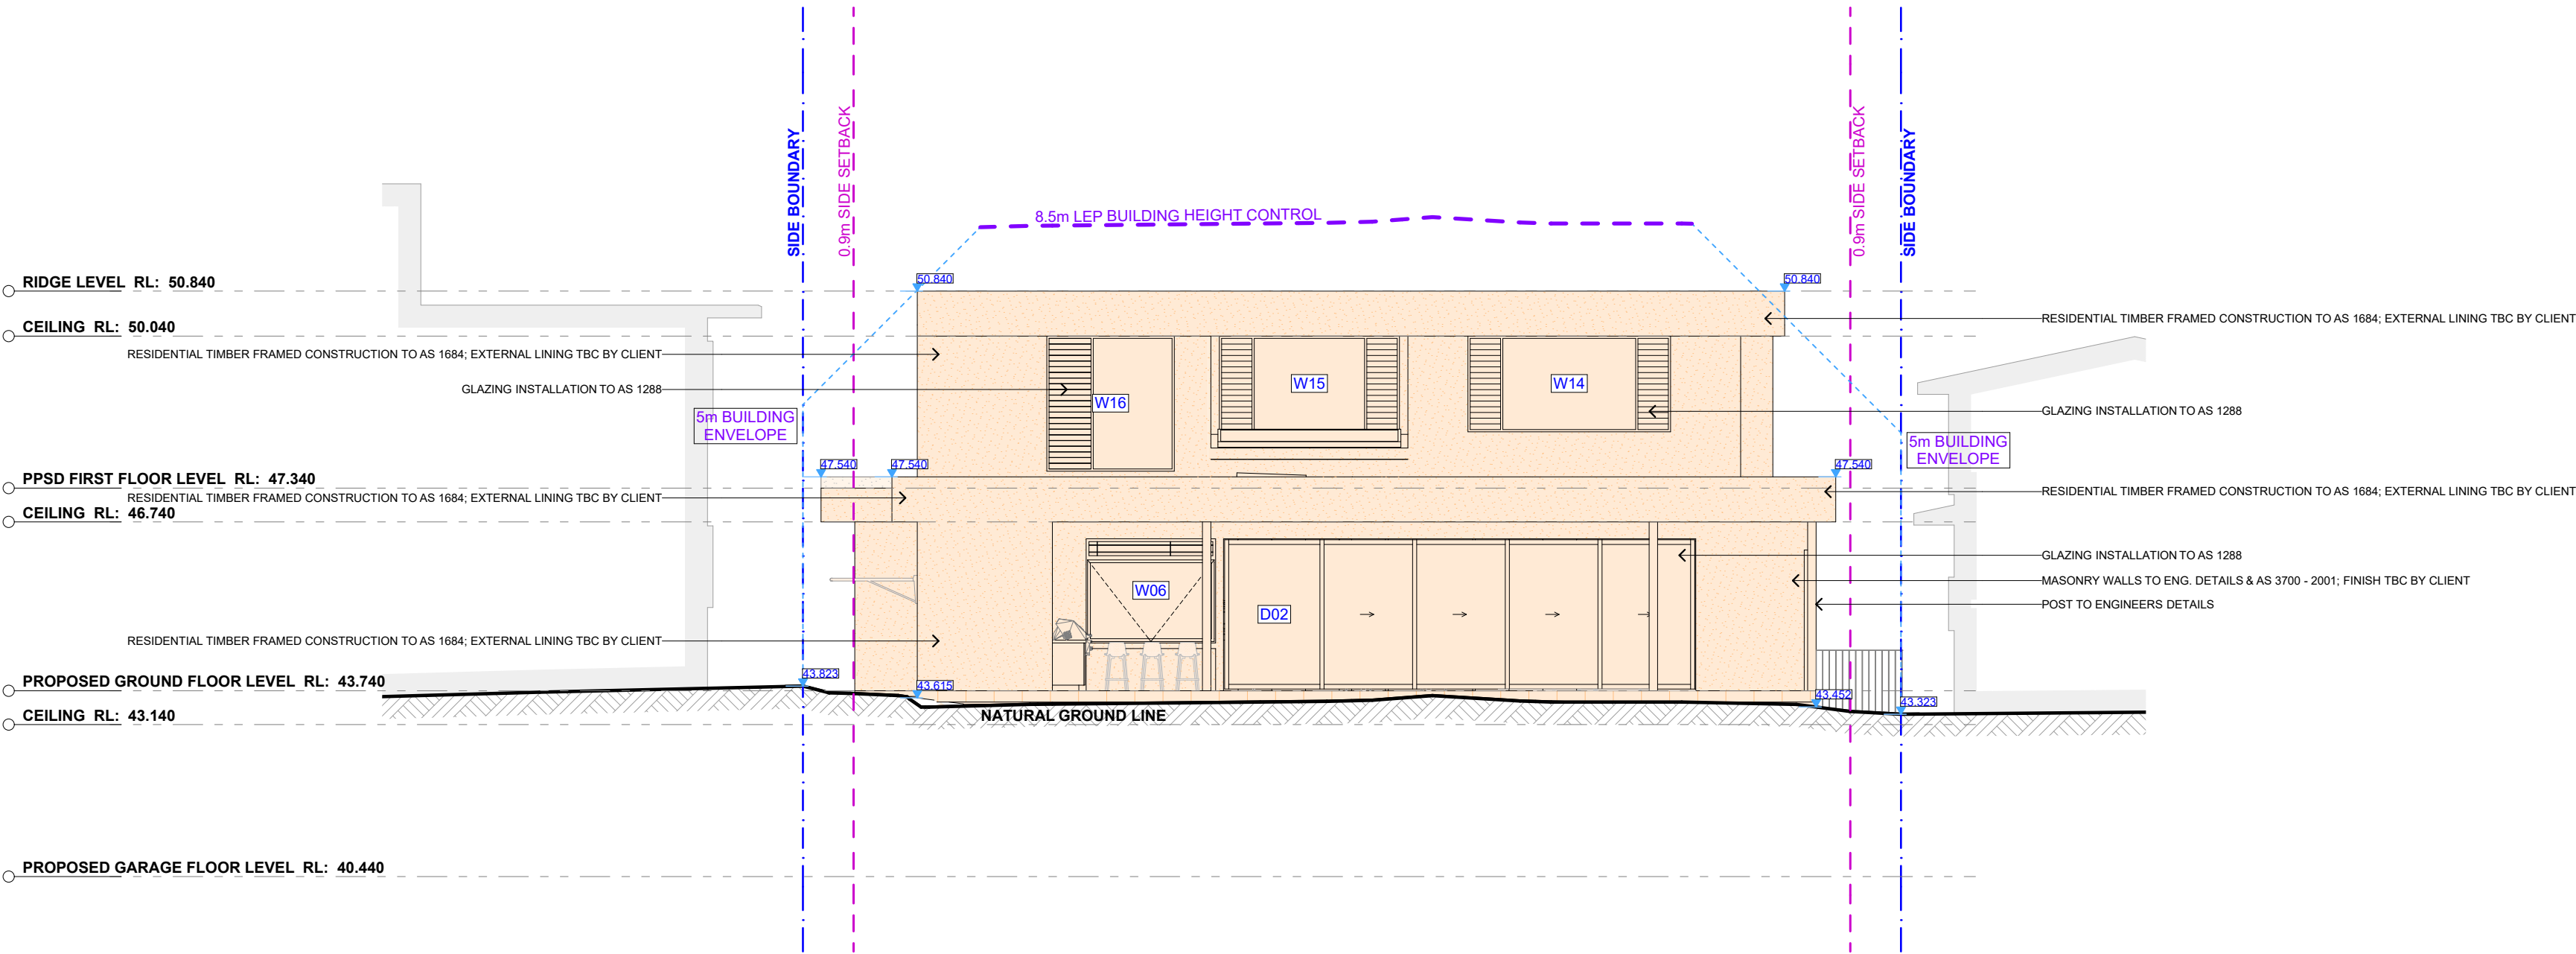 SIDE BOUNDARY
0.9m SIDE SETBACK
0.9m SIDE SETBACK
SIDE BOUNDARY
8.5m LEP BUILDING HEIGHT CONTROL
RIDGE LEVEL RL: 50.840
50.840
50.840
CEILING RL: 50.040
RESIDENTIAL TIMBER FRAMED CONSTRUCTION TO AS 1684; EXTERNAL LINING TBC BY CLIENT
RESIDENTIAL TIMBER FRAMED CONSTRUCTION TO AS 1684; EXTERNAL LINING TBC BY CLIENT
GLAZING INSTALLATION TO AS 1288
W16
W15
W14
GLAZING INSTALLATION TO AS 1288
5m BUILDING
ENVELOPE
5m BUILDING
ENVELOPE
47.540
47.540
47.540
PPSD FIRST FLOOR LEVEL RL: 47.340
RESIDENTIAL TIMBER FRAMED CONSTRUCTION TO AS 1684; EXTERNAL LINING TBC BY CLIENT
RESIDENTIAL TIMBER FRAMED CONSTRUCTION TO AS 1684; EXTERNAL LINING TBC BY CLIENT
CEILING RL: 46.740
GLAZING INSTALLATION TO AS 1288
MASONRY WALLS TO ENG. DETAILS & AS 3700 - 2001; FINISH TBC BY CLIENT
W06
D02
POST TO ENGINEERS DETAILS
RESIDENTIAL TIMBER FRAMED CONSTRUCTION TO AS 1684; EXTERNAL LINING TBC BY CLIENT
43.823
PROPOSED GROUND FLOOR LEVEL RL: 43.740
43.615
43.452
43.323
CEILING RL: 43.140
NATURAL GROUND LINE
PROPOSED GARAGE FLOOR LEVEL RL: 40.440